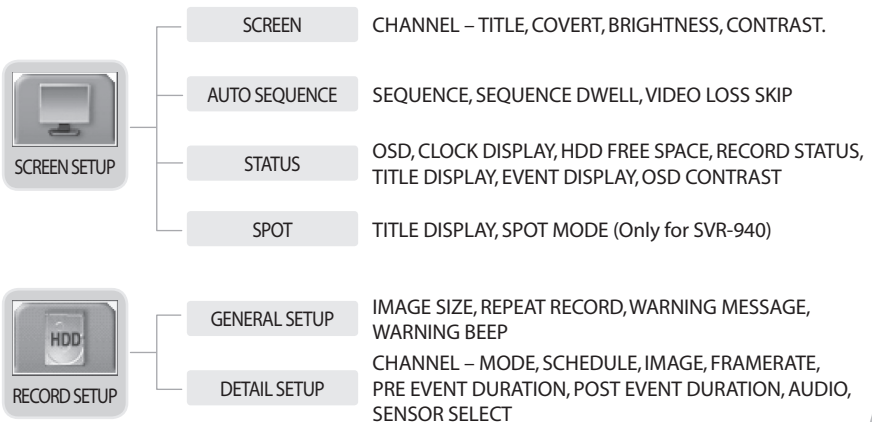 SCREEN SETUP
SCREEN
CHANNEL – TITLE, COVERT, BRIGHTNESS, CONTRAST.
AUTO SEQUENCE
SEQUENCE, SEQUENCE DWELL, VIDEO LOSS SKIP
STATUS
OSD, CLOCK DISPLAY, HDD FREE SPACE, RECORD STATUS,
TITLE DISPLAY, EVENT DISPLAY, OSD CONTRAST
SPOT
TITLE DISPLAY, SPOT MODE (Only for SVR-940)
HDD
RECORD SETUP
GENERAL SETUP
IMAGE SIZE, REPEAT RECORD, WARNING MESSAGE,
WARNING BEEP
DETAIL SETUP
CHANNEL – MODE, SCHEDULE, IMAGE, FRAMERATE,
PRE EVENT DURATION, POST EVENT DURATION, AUDIO,
SENSOR SELECT